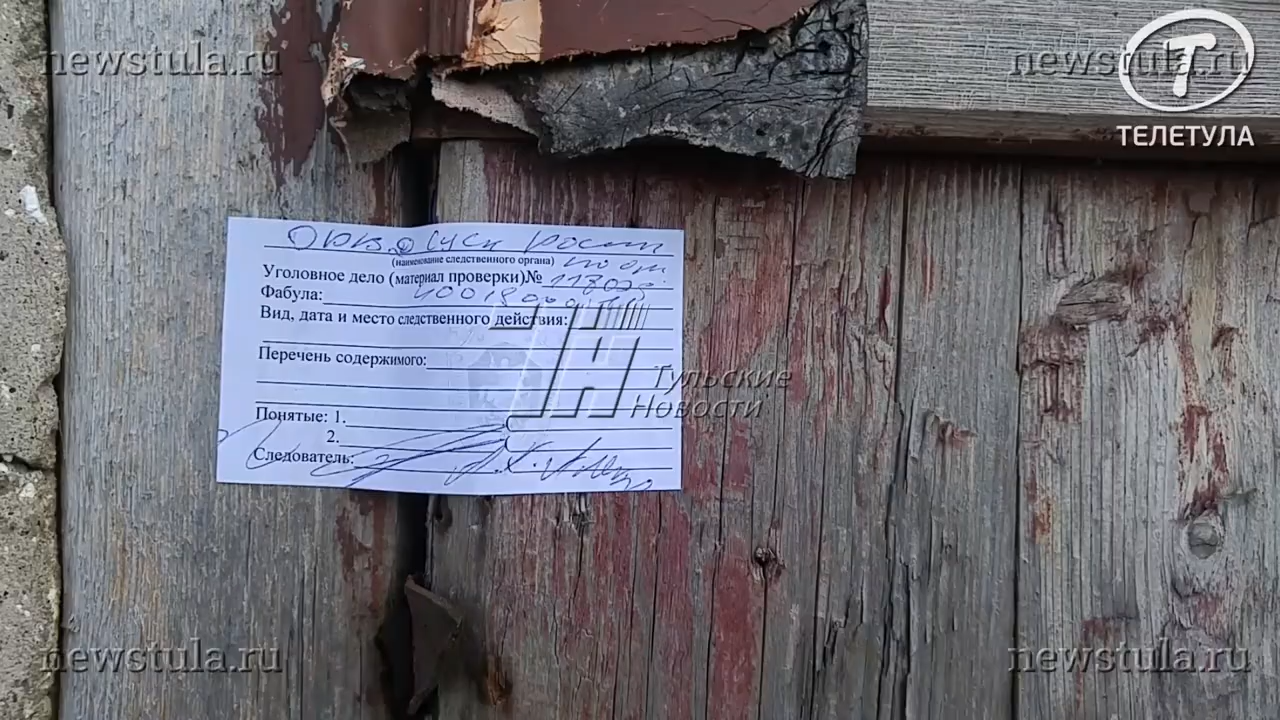 newstula.ru
newstula.ru
Т
ТЕЛЕТУЛА
(наименование следственного органа)
Уголовное дело (материал проверки)№
Фабула:
Вид, дата и место следственного действия:
Перечень содержимого:
Понятые: 1.
2.
Следователь:
ТН
Тульские
Новости
newstula.ru
newstula.ru